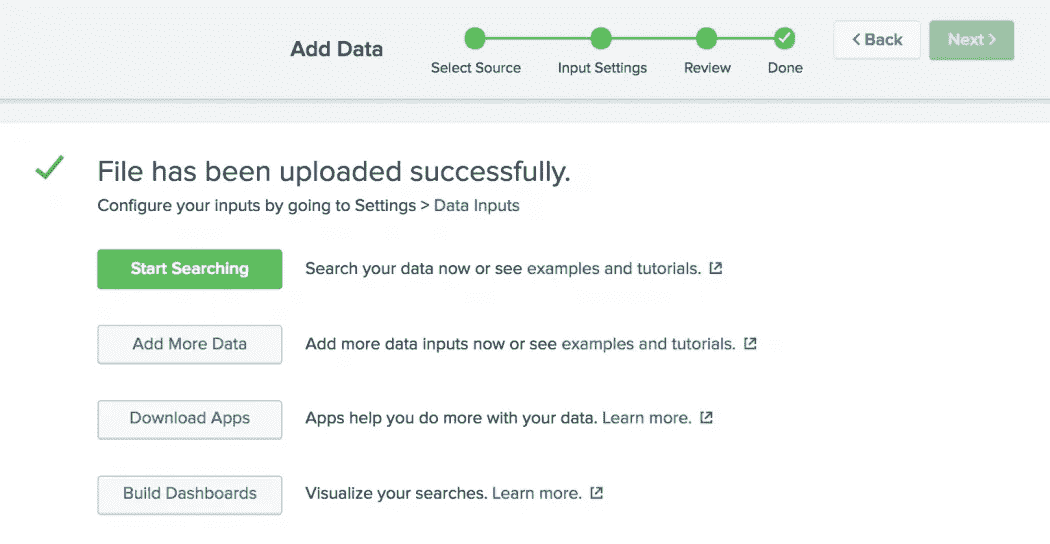 Add Data
Select Source
Input Settings
Review
Done
< Back
Next >
File has been uploaded successfully.
Configure your inputs by going to Settings > Data Inputs
Start Searching
Search your data now or see examples and tutorials.
Add More Data
Add more data inputs now or see examples and tutorials.
Download Apps
Apps help you do more with your data. Learn more.
Build Dashboards
Visualize your searches. Learn more.